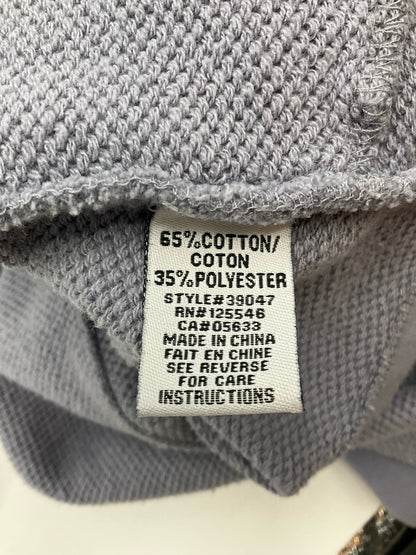 65%COTTON/
COTON
35%POLYESTER
STYLE#39047
RN#125546
CA#05633
MADE IN CHINA
FAIT EN CHINE
SEE REVERSE
FOR CARE
INSTRUCTIONS